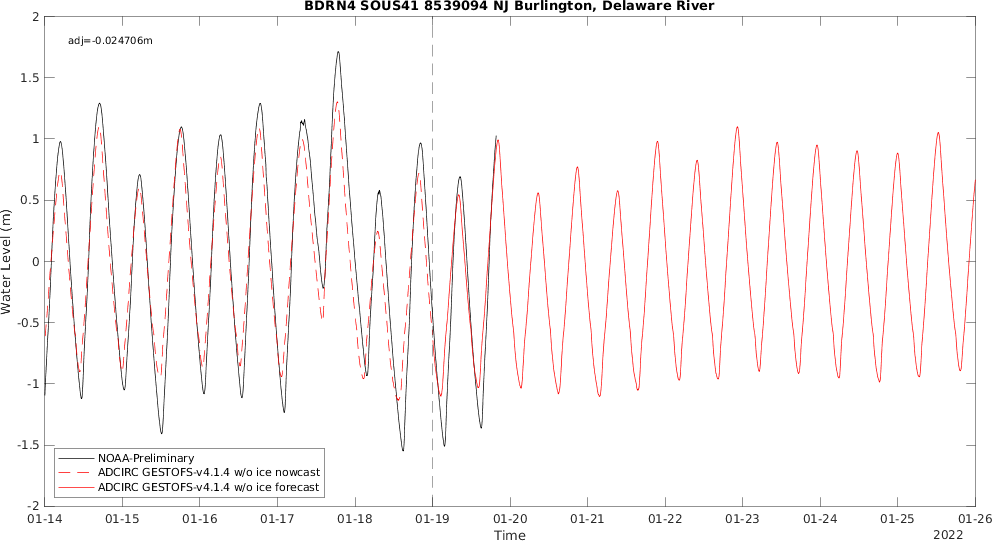 BDRN4 SOUS41 8539094 NJ Burlington, Delaware River
adj=-0.024706m
2
1.5
1
0.5
0
-0.5
-1
-1.5
-2
Water Level (m)
NOAA-Preliminary
ADCIRC GESTOFS-v4.1.4 w/o ice nowcast
ADCIRC GESTOFS-v4.1.4 w/o ice forecast
01-14 01-15 01-16 01-17 01-18 01-19 01-20 01-21 01-22 01-23 01-24 01-25 01-26
Time
2022